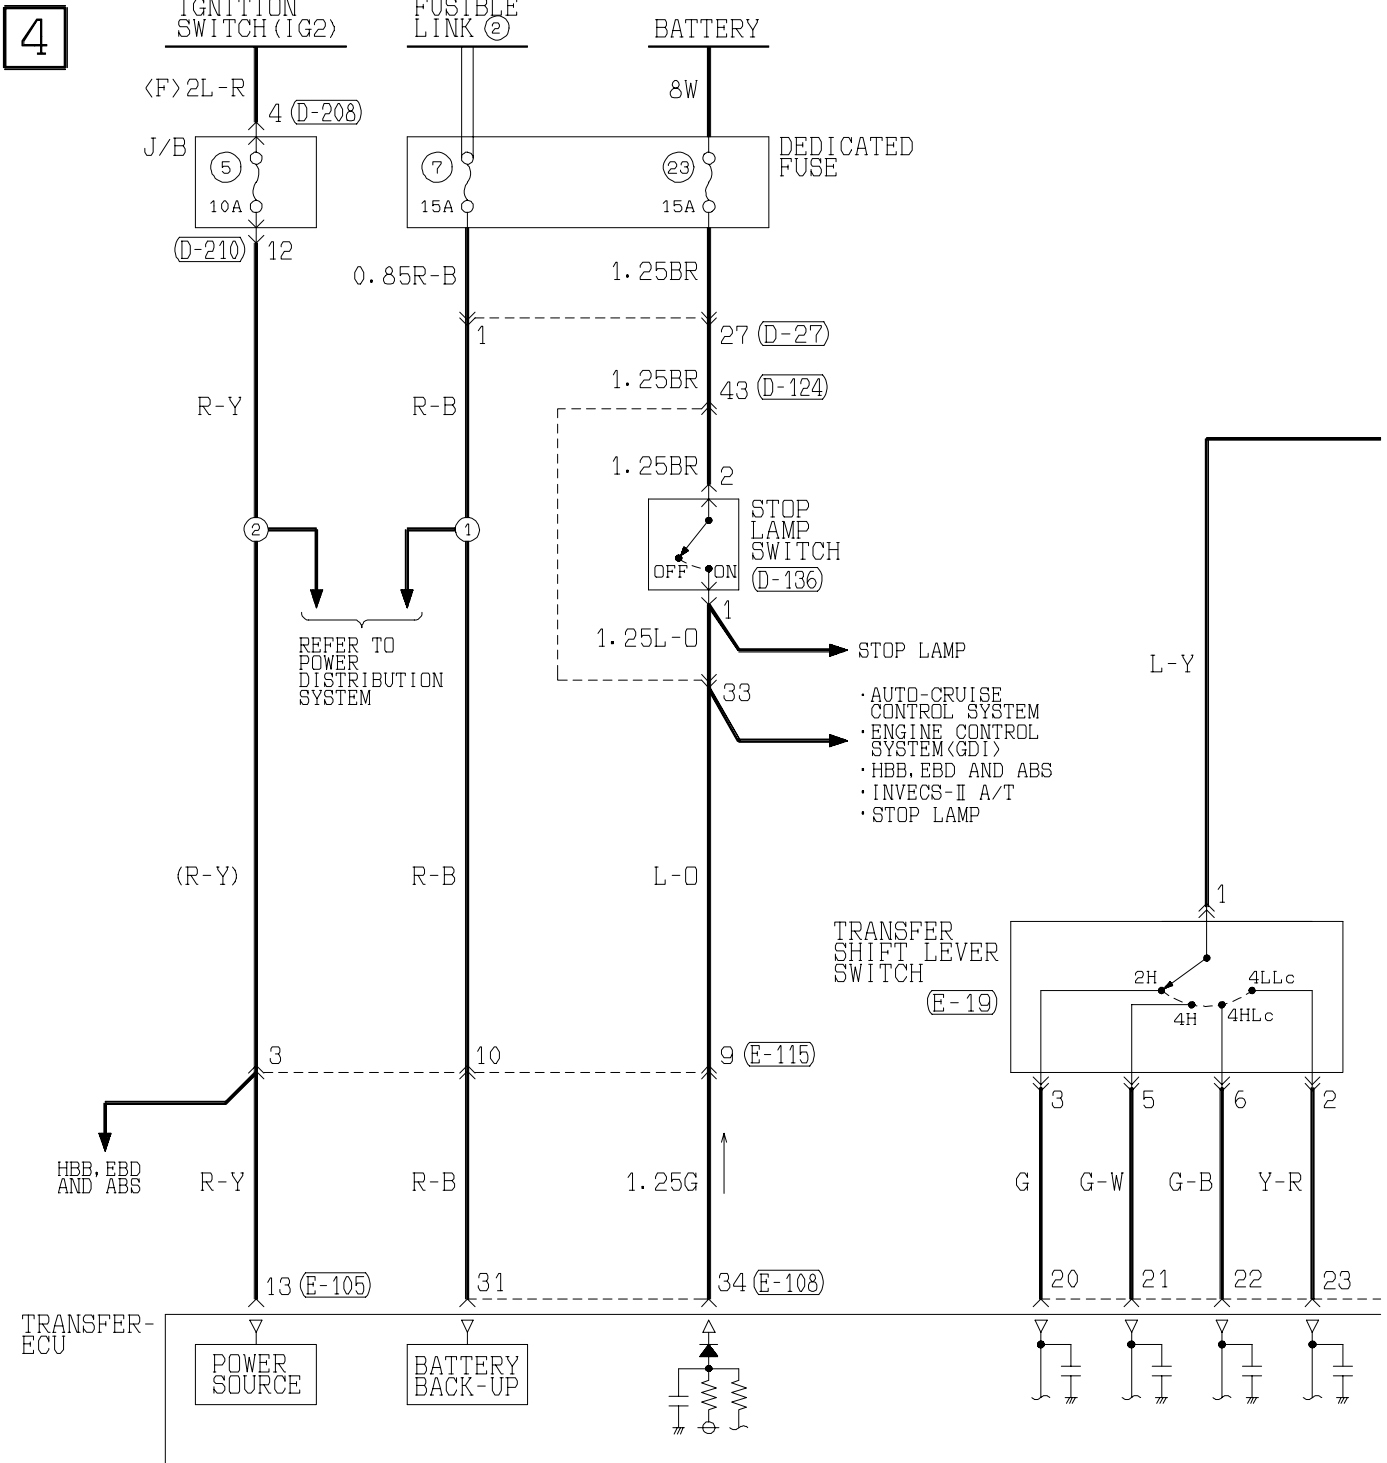 4
IGNITION
SWITCH(IG2)
FUSIBLE
LINK ②
BATTERY
<F>2L-R
8W
4 (D-208)
J/B
5
10A
7
15A
23
15A
DEDICATED
FUSE
(D-210) 12
0.85R-B
1.25BR
1
27 (D-27)
1.25BR
43 (D-124)
R-Y
R-B
1.25BR
2
STOP
LAMP
SWITCH
(D-136)
OFF
ON
2
1
1
1.25L-O
STOP LAMP
REFER TO
POWER
DISTRIBUTION
SYSTEM
L-Y
33
·AUTO-CRUISE
CONTROL SYSTEM
·ENGINE CONTROL
SYSTEM<GDI>
·HBB,EBD AND ABS
·INVECS-Ⅱ A/T
·STOP LAMP
(R-Y)
R-B
L-O
1
TRANSFER
SHIFT LEVER
SWITCH
(E-19)
2H
4LLc
4H
4HLc
3
10
9 (E-115)
3
5
6
2
HBB,EBD
AND ABS
R-Y
R-B
1.25G
G
G-W
G-B
Y-R
13 (E-105)
31
34 (E-108)
20
21
22
23
TRANSFER-
ECU
POWER
SOURCE
BATTERY
BACK-UP